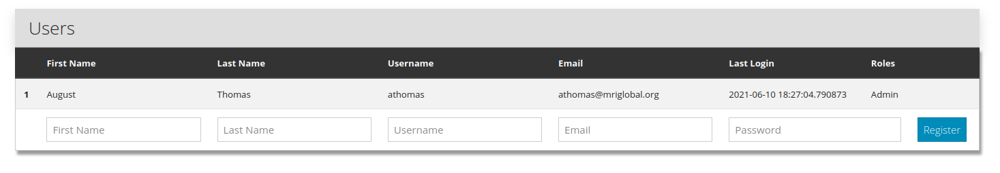 Users
First Name Last Name Username Email Last Login Roles
1 August Thomas athomas athomas@mriglobal.org 2021-06-10 18:27:04.790873 Admin
First Name Last Name Username Email Password Register